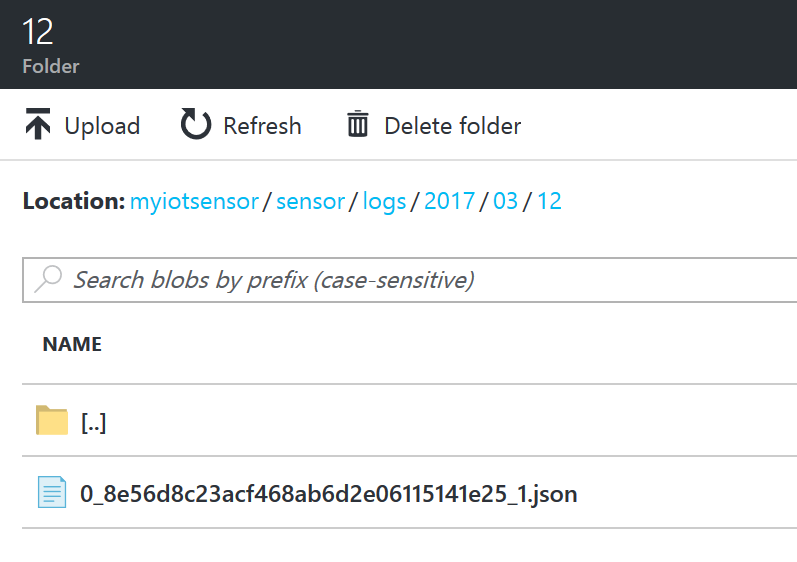 12
Folder
Upload Refresh Delete folder
Location: myiotsensor / sensor / logs / 2017 / 03 / 12
Search blobs by prefix (case-sensitive)
NAME
[..]
0_8e56d8c23acf468ab6d2e06115141e25_1.json